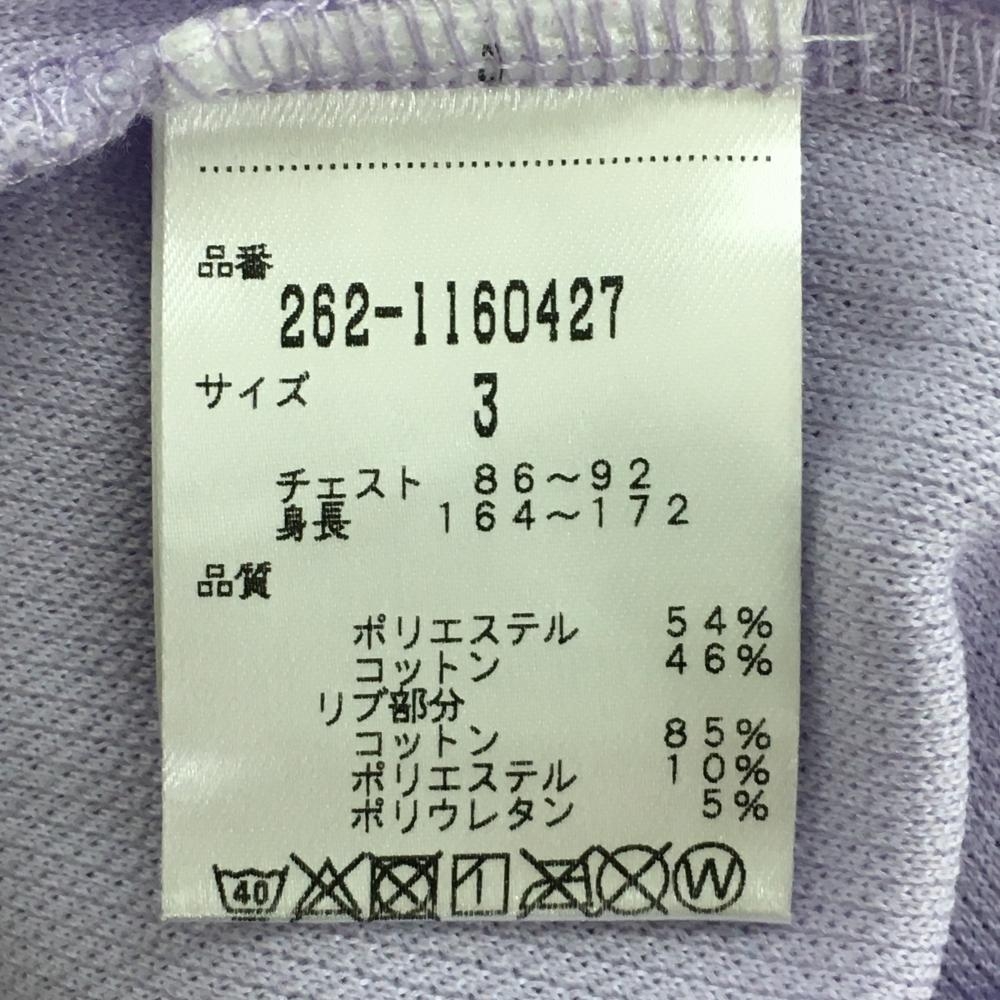 品番
262-1160427
サイズ 3
チェスト 86～92
身長 164～172
品質
ポリエステル 54%
コットン 46%
リブ部分
コットン 85%
ポリエステル 10%
ポリウレタン 5%
40 W